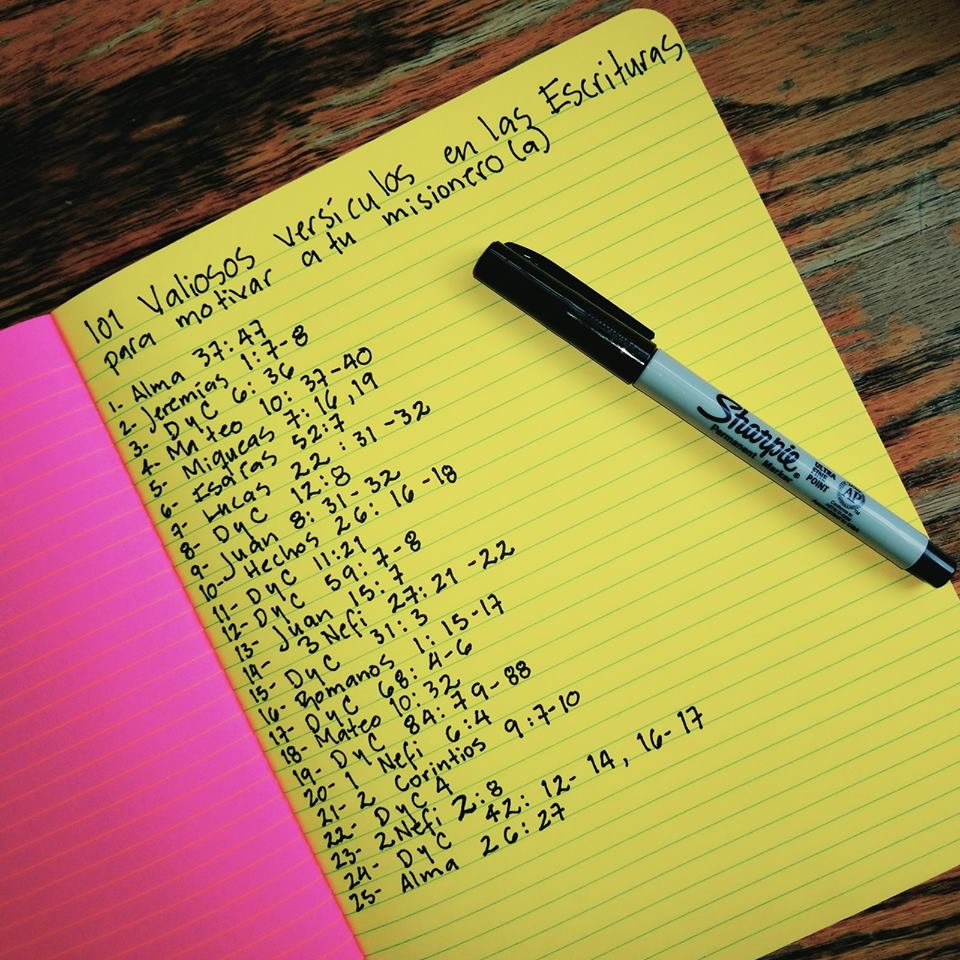 101 Valiosos versículos en las Escrituras
para motivar a tu misionero (a)
1- Alma 37:47
2- Jeremías 1:7-8
3- DyC 6:36
4- Mateo 10:37-40
5- Miqueas 7:16,19
6- Isaías 52:7
7- Lucas 22:31-32
8- DyC 12:8
9- Juan 8:31-32
10- Hechos 26:16-18
11- DyC 11:21
12- DyC 59:7-8
13- Juan 15:7
14- 3 Nefi 27:21-22
15- DyC 31:3
16- Romanos 1:15-17
17- DyC 68:4-6
18- Mateo 10:32
19- DyC 84:79-88
20- 1 Nefi 6:4
21- 2 Corintios 9:7-10
22- DyC 4
23- 2 Nefi 2:8
24- DyC 42:12-14, 16-17
25- Alma 26:27
Sharpie
Permanent Marker
ULTRA
FINE
POINT
AP